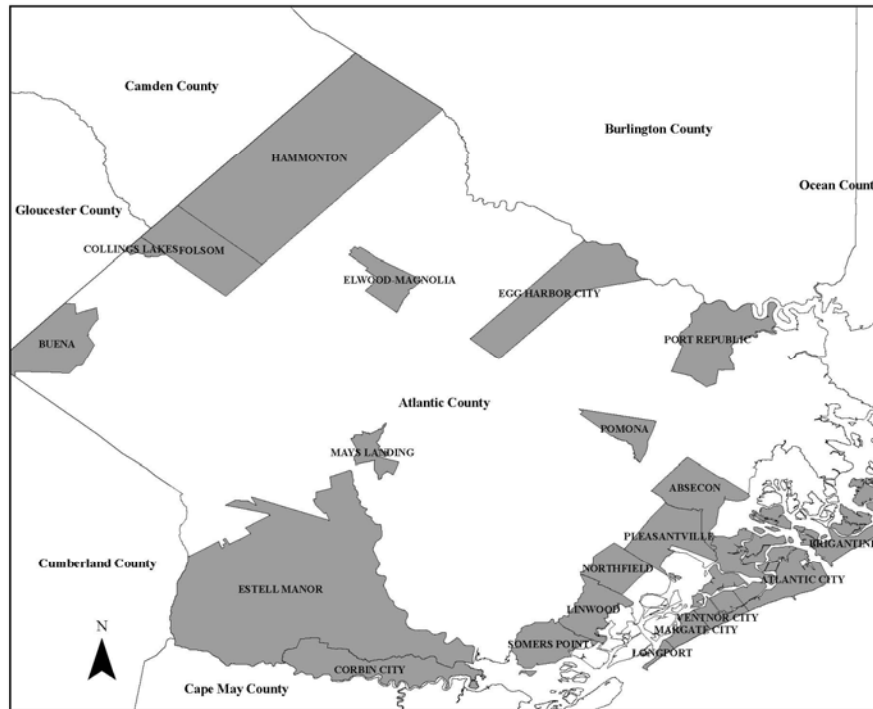 Camden County
Burlington County
HAMMONTON
Ocean Count
Gloucester County
COLLINGS LAKES
FOLSOM
ELWOOD-MAGNOLIA
EGG HARBOR CITY
BUENA
PORT REPUBLIC
Atlantic County
POMONA
MAYS LANDING
ABSECON
PLEASANTVILLE
BRIGANTINE
Cumberland County
NORTHFIELD
ATLANTIC CITY
ESTELL MANOR
LINWOOD
VENTNOR CITY
N
MARGATE CITY
SOMERS POINT
LONGPORT
CORBIN CITY
Cape May County